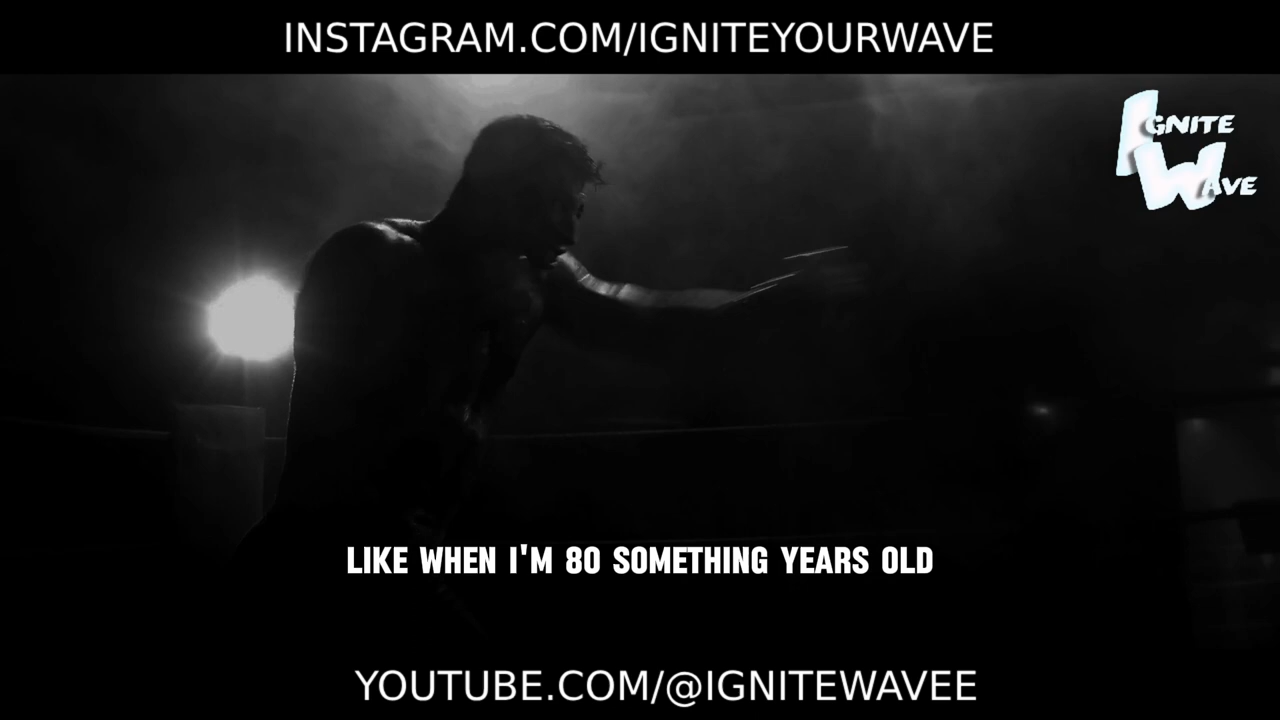 INSTAGRAM.COM/IGNITEYOURWAVE
IGNITE
WAVE
LIKE WHEN I'M 80 SOMETHING YEARS OLD
YOUTUBE.COM/@IGNITEWAVEE